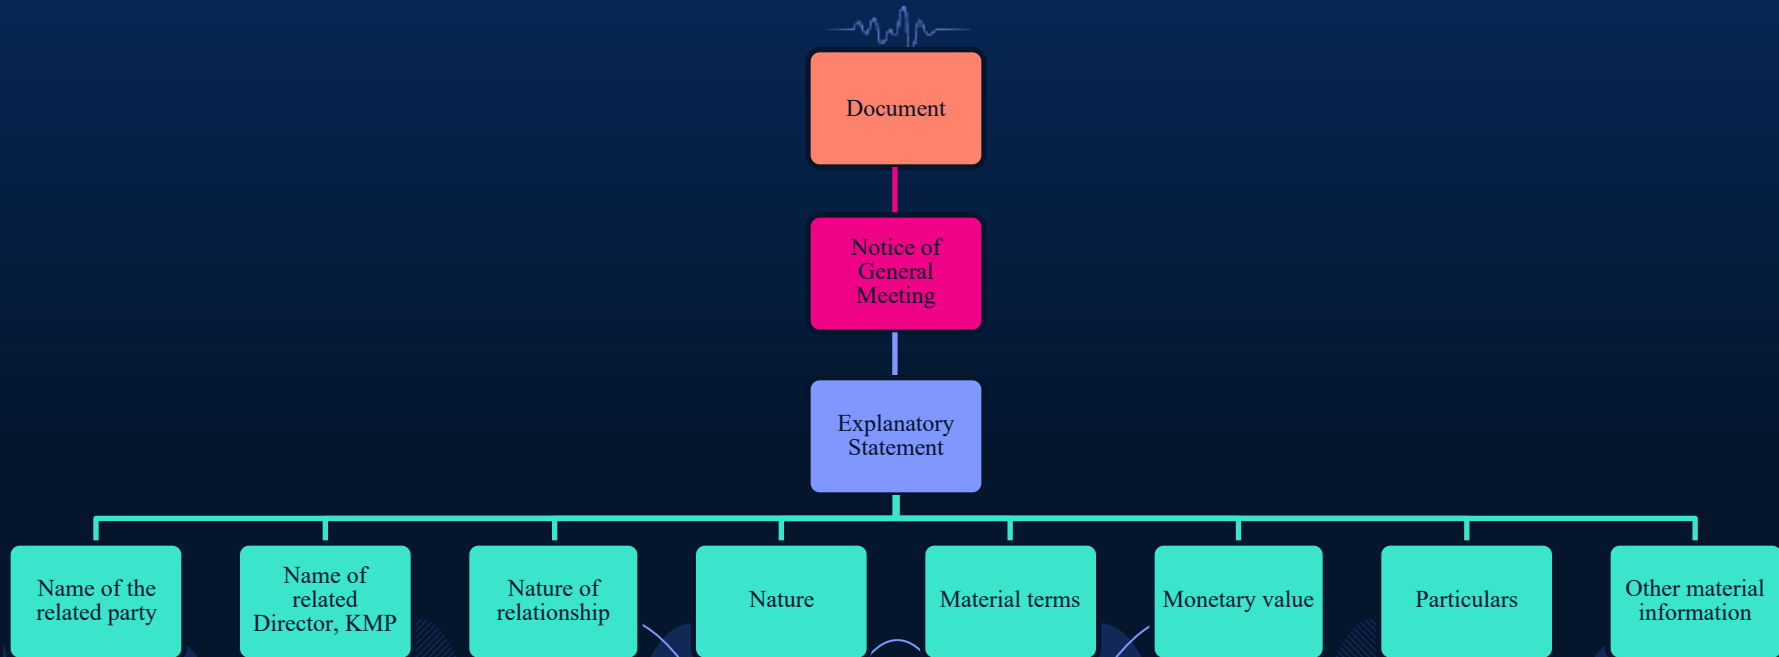 Document
Notice of
General
Meeting
Explanatory
Statement
Name of the
related party
Name of
related
Director, KMP
Nature of
relationship
Nature
Material terms
Monetary value
Particulars
Other material
information